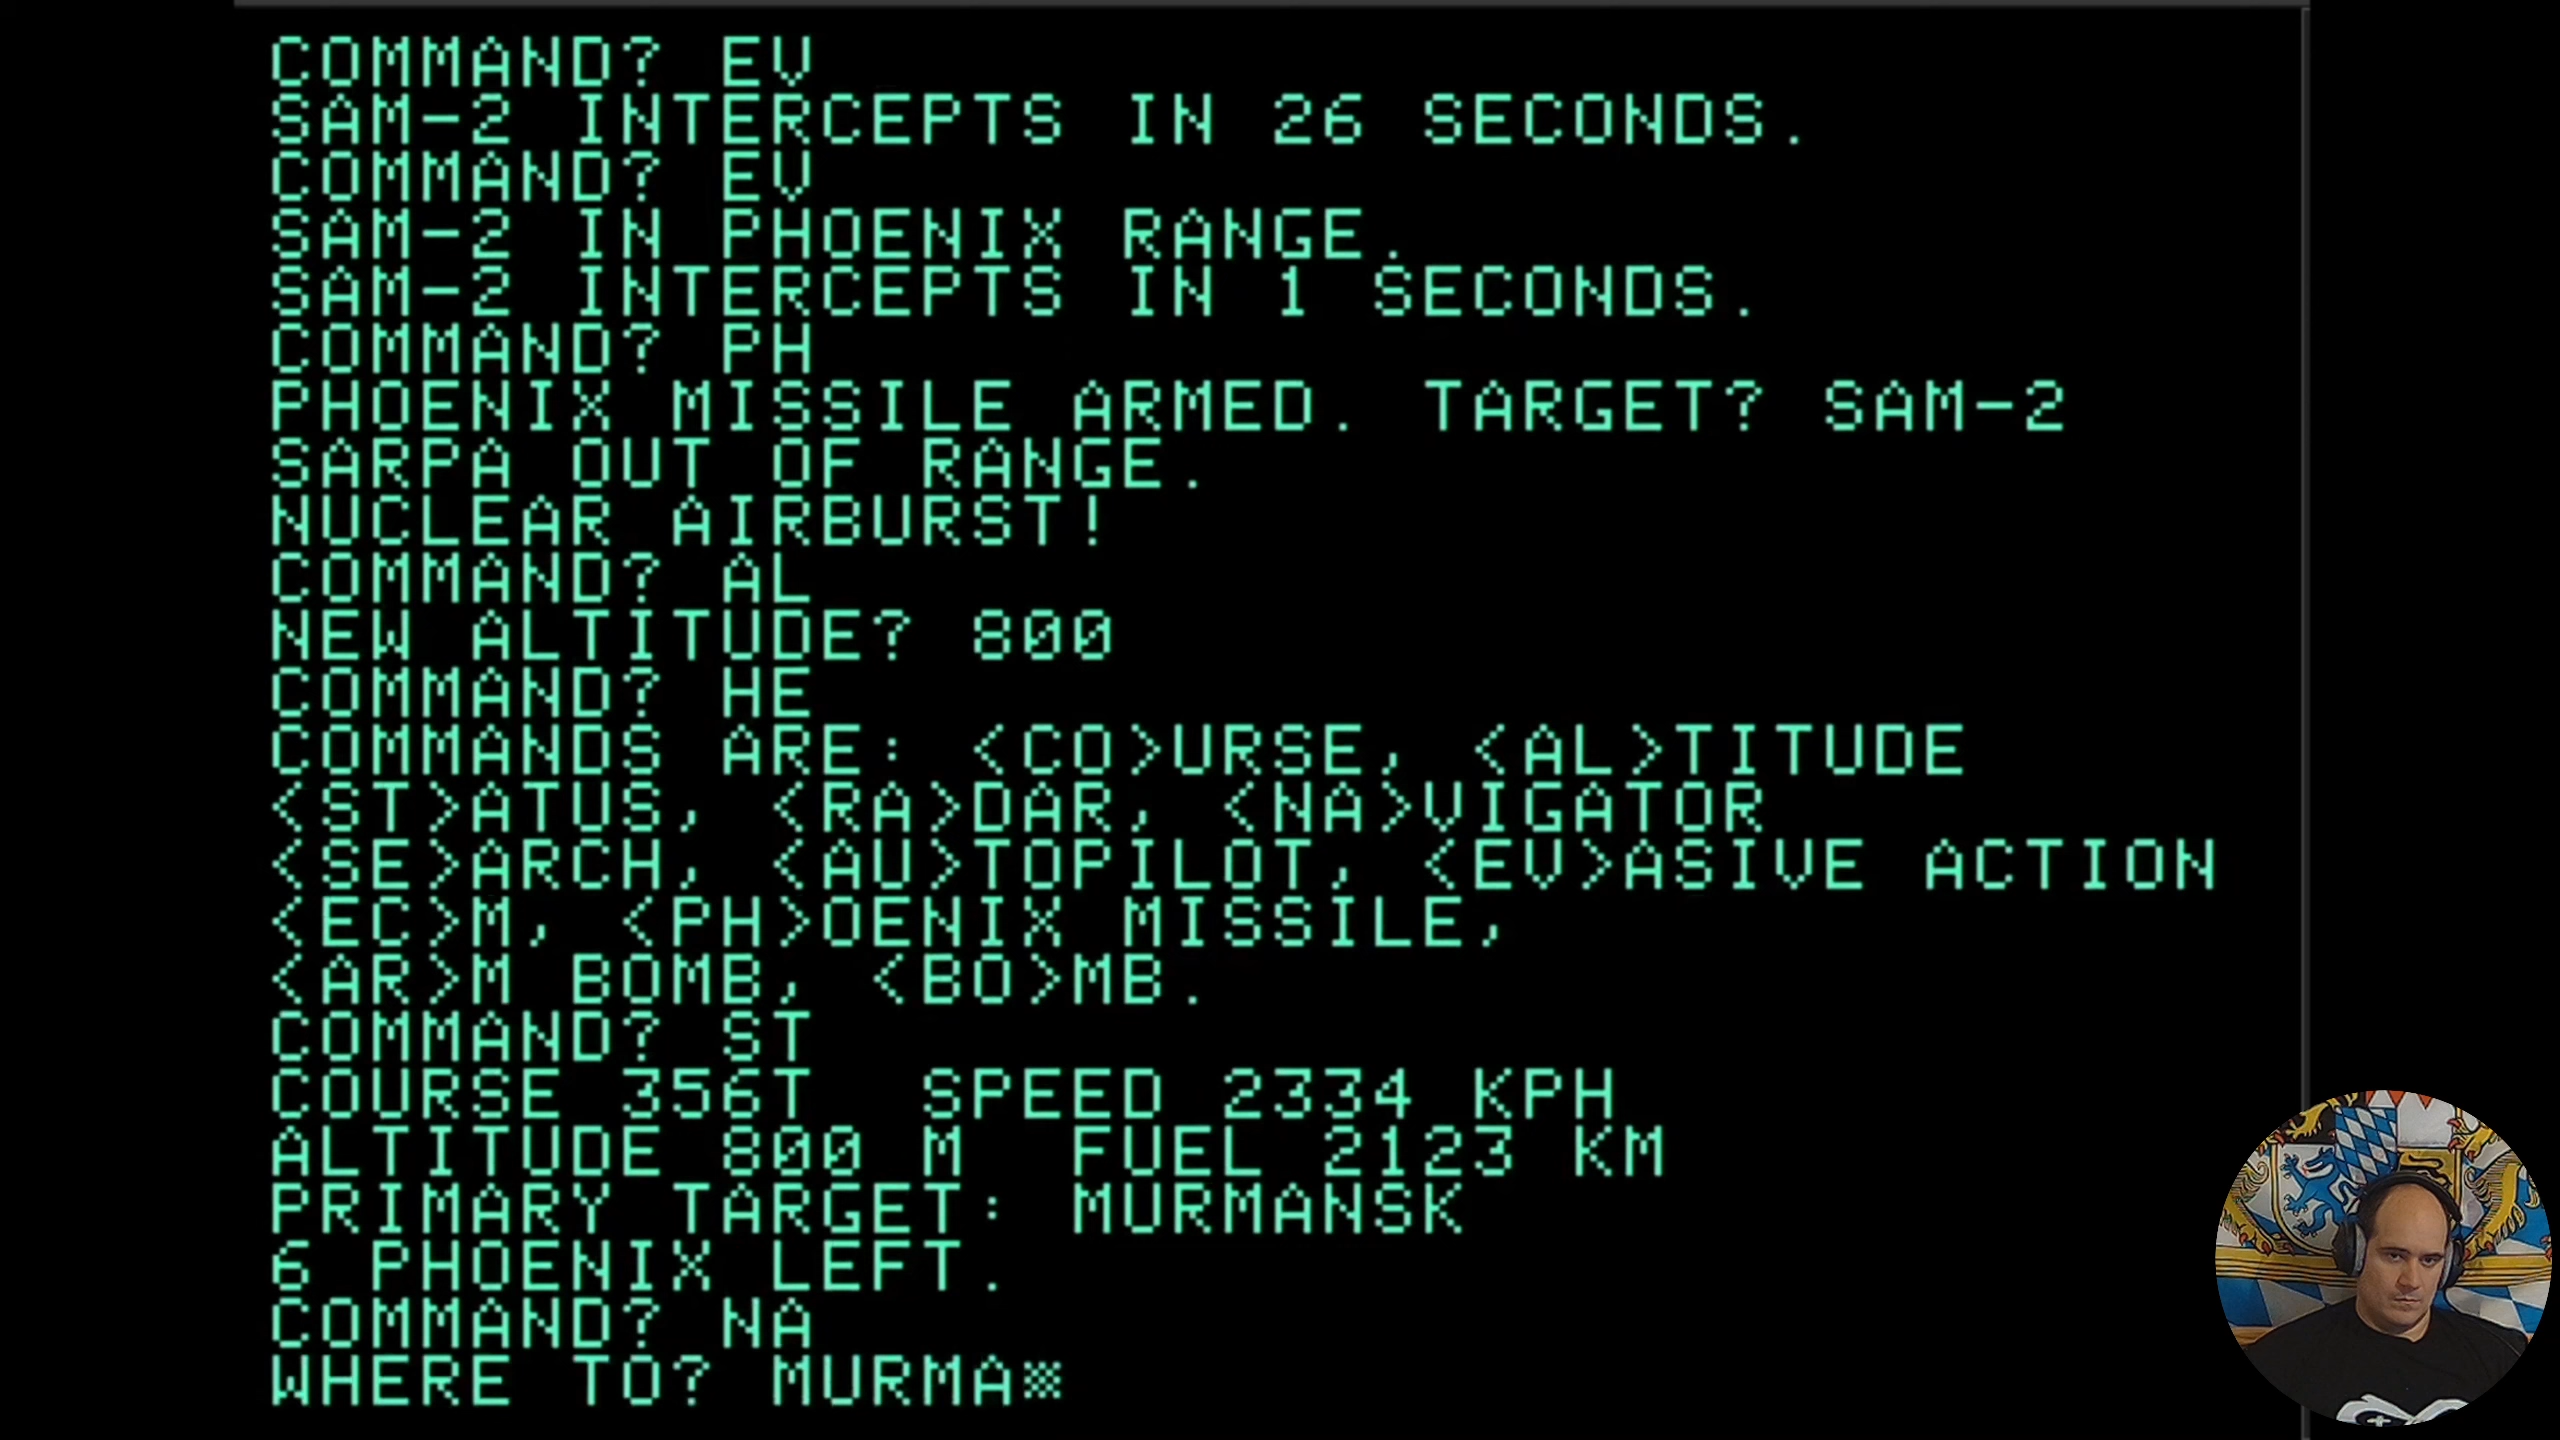 COMMAND? EV
SAM-2 INTERCEPTS IN 26 SECONDS.
COMMAND? EV
SAM-2 IN PHOENIX RANGE.
SAM-2 INTERCEPTS IN 1 SECONDS.
COMMAND? PH
PHOENIX MISSILE ARMED. TARGET? SAM-2
SARPA OUT OF RANGE.
NUCLEAR AIRBURST!
COMMAND? AL
NEW ALTITUDE? 800
COMMAND? HE
COMMANDS ARE: <CO>URSE, <AL>TITUDE
<ST>ATUS, <RA>DAR, <NA>VIGATOR
<SE>ARCH, <AU>TOPILOT, <EV>ASIVE ACTION
<EC>M, <PH>OENIX MISSILE,
<AR>M BOMB, <BO>MB.
COMMAND? ST
COURSE 356T  SPEED 2334 KPH
ALTITUDE 800 M  FUEL 2123 KM
PRIMARY TARGET: MURMANSK
6 PHOENIX LEFT.
COMMAND? NA
WHERE TO? MURMA